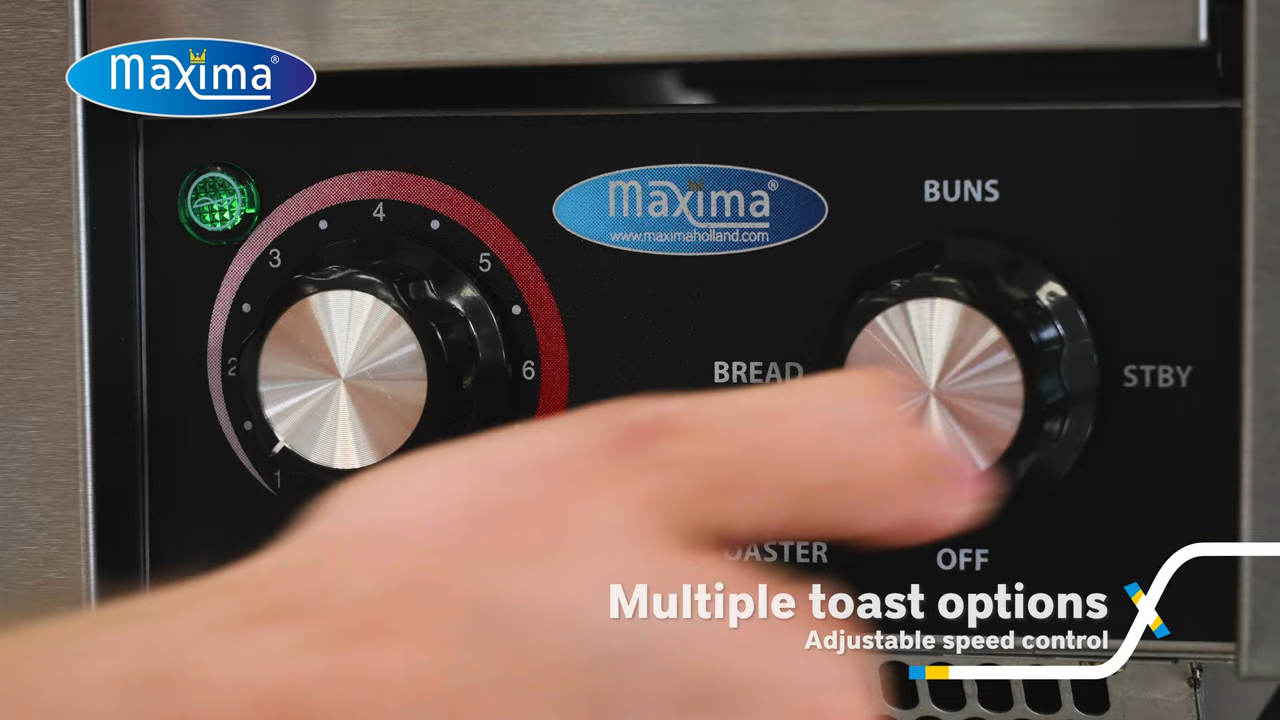 maxima®
maxima®
www.maximaholland.com
BUNS
4
3
5
2
6
1
BREAD
STBY
OFF
Multiple toast options
Adjustable speed control